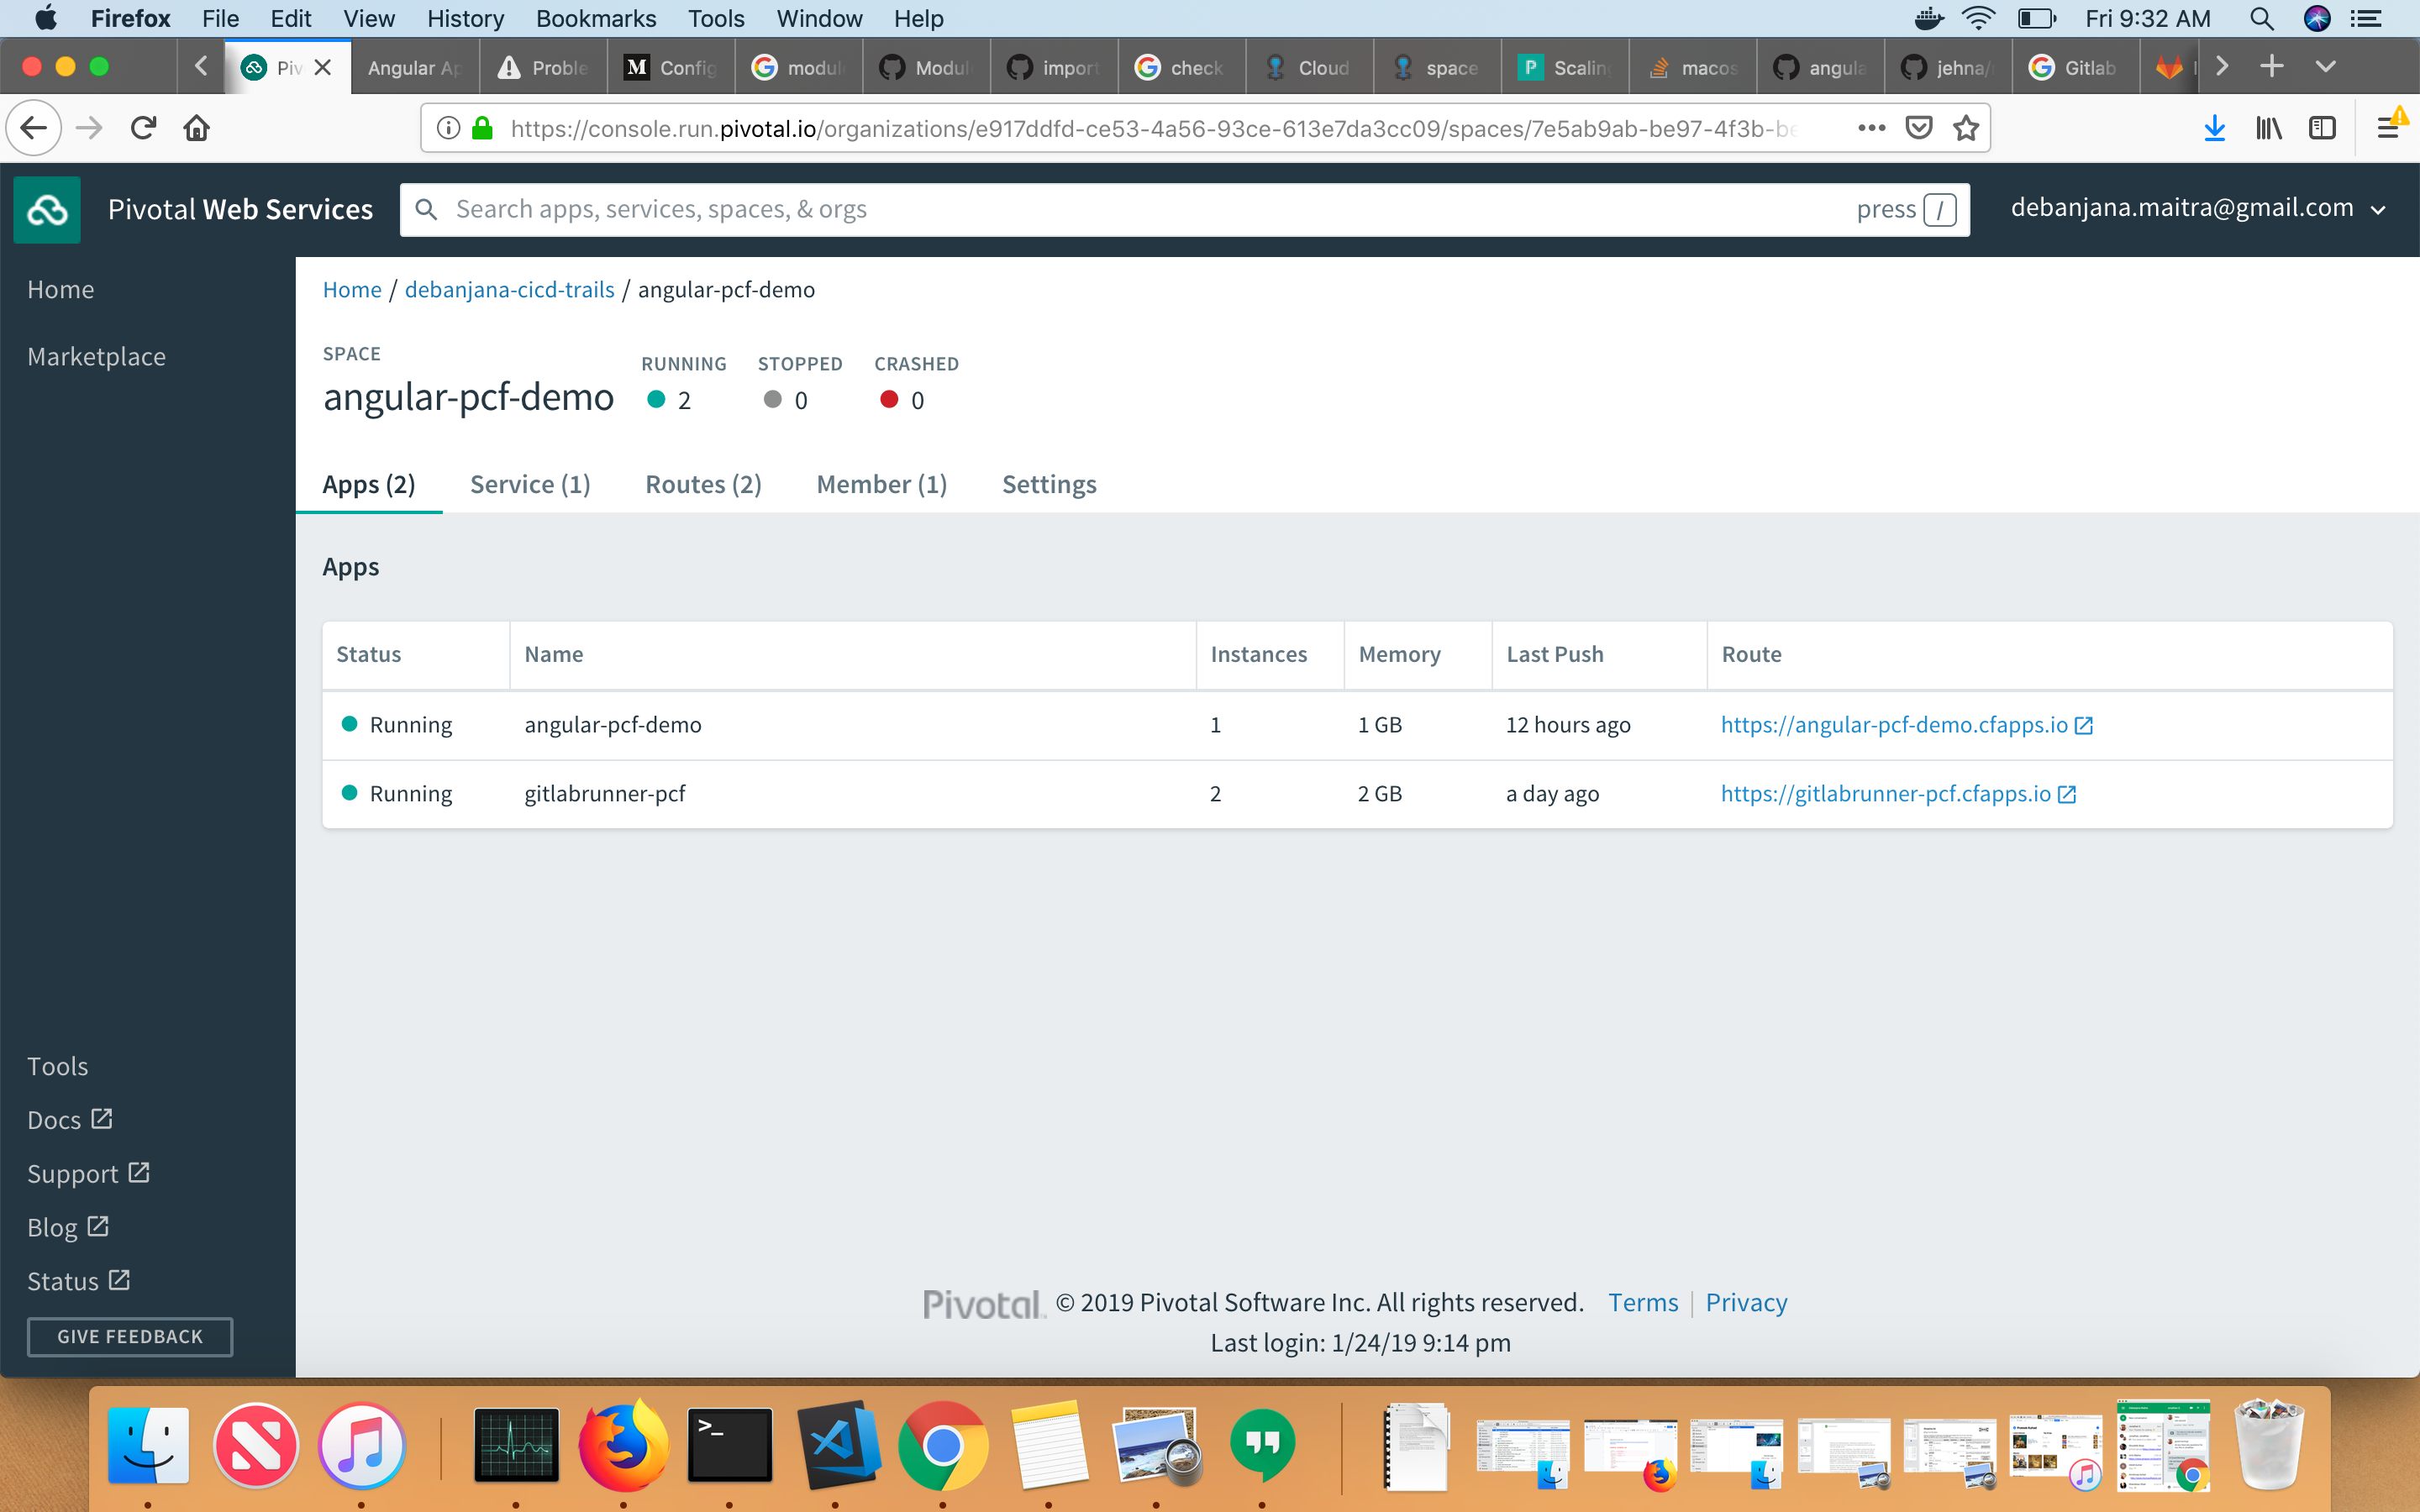 Firefox File Edit View History Bookmarks Tools Window Help Fri 9:32 AM
Piv Angular Ap Proble Config modul Modul import check Cloud space Scaling macos angula jehna/ Gitlab
https://console.run.pivotal.io/organizations/e917ddfd-ce53-4a56-93ce-613e7da3cc09/spaces/7e5ab9ab-be97-4f3b-be
Pivotal Web Services Search apps, services, spaces, & orgs press / debanjana.maitra@gmail.com
Home
Marketplace
Home / debanjana-cicd-trails / angular-pcf-demo
SPACE
angular-pcf-demo
RUNNING STOPPED CRASHED
2 0 0
Apps (2) Service (1) Routes (2) Member (1) Settings
Apps
Status Name Instances Memory Last Push Route
Running angular-pcf-demo 1 1 GB 12 hours ago https://angular-pcf-demo.cfapps.io
Running gitlabrunner-pcf 2 2 GB a day ago https://gitlabrunner-pcf.cfapps.io
Tools
Docs
Support
Blog
Status
GIVE FEEDBACK
Pivotal. © 2019 Pivotal Software Inc. All rights reserved. Terms | Privacy
Last login: 1/24/19 9:14 pm